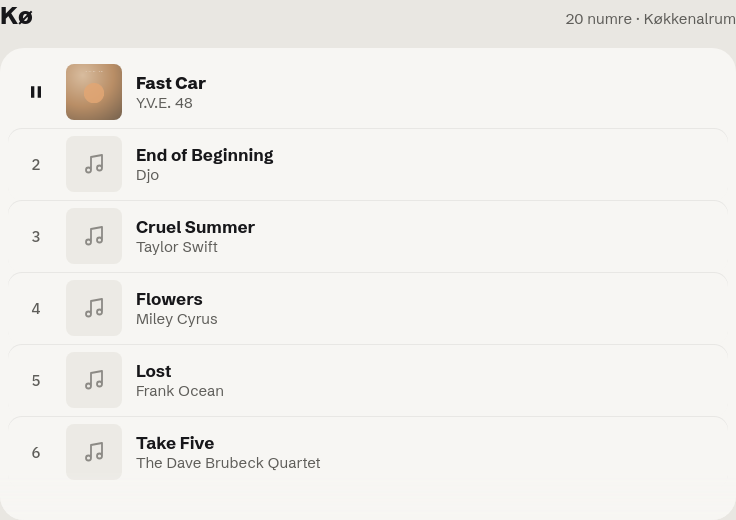 Kø
20 numre · Køkkenalrum
Fast Car
Y.V.E. 48
2
End of Beginning
Djo
3
Cruel Summer
Taylor Swift
4
Flowers
Miley Cyrus
5
Lost
Frank Ocean
6
Take Five
The Dave Brubeck Quartet